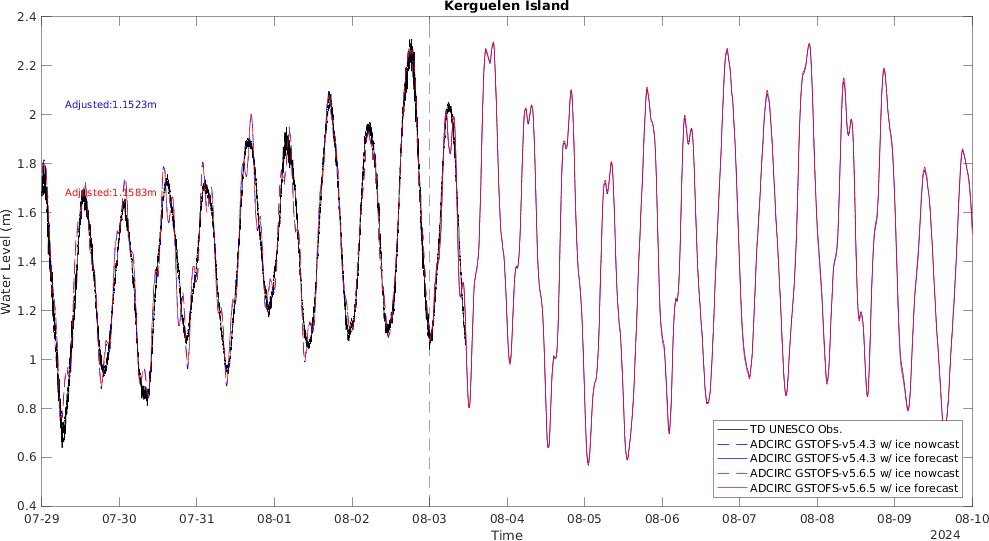 Kerguelen Island
2.4
2.2
2
1.8
1.6
1.4
1.2
1
0.8
0.6
0.4
Water Level (m)
Adjusted:1.1523m
Adjusted:1.1583m
TD UNESCO Obs.
ADCIRC GSTOFS-v5.4.3 w/ ice nowcast
ADCIRC GSTOFS-v5.4.3 w/ ice forecast
ADCIRC GSTOFS-v5.6.5 w/ ice nowcast
ADCIRC GSTOFS-v5.6.5 w/ ice forecast
07-29 07-30 07-31 08-01 08-02 08-03 08-04 08-05 08-06 08-07 08-08 08-09 08-10
Time
2024